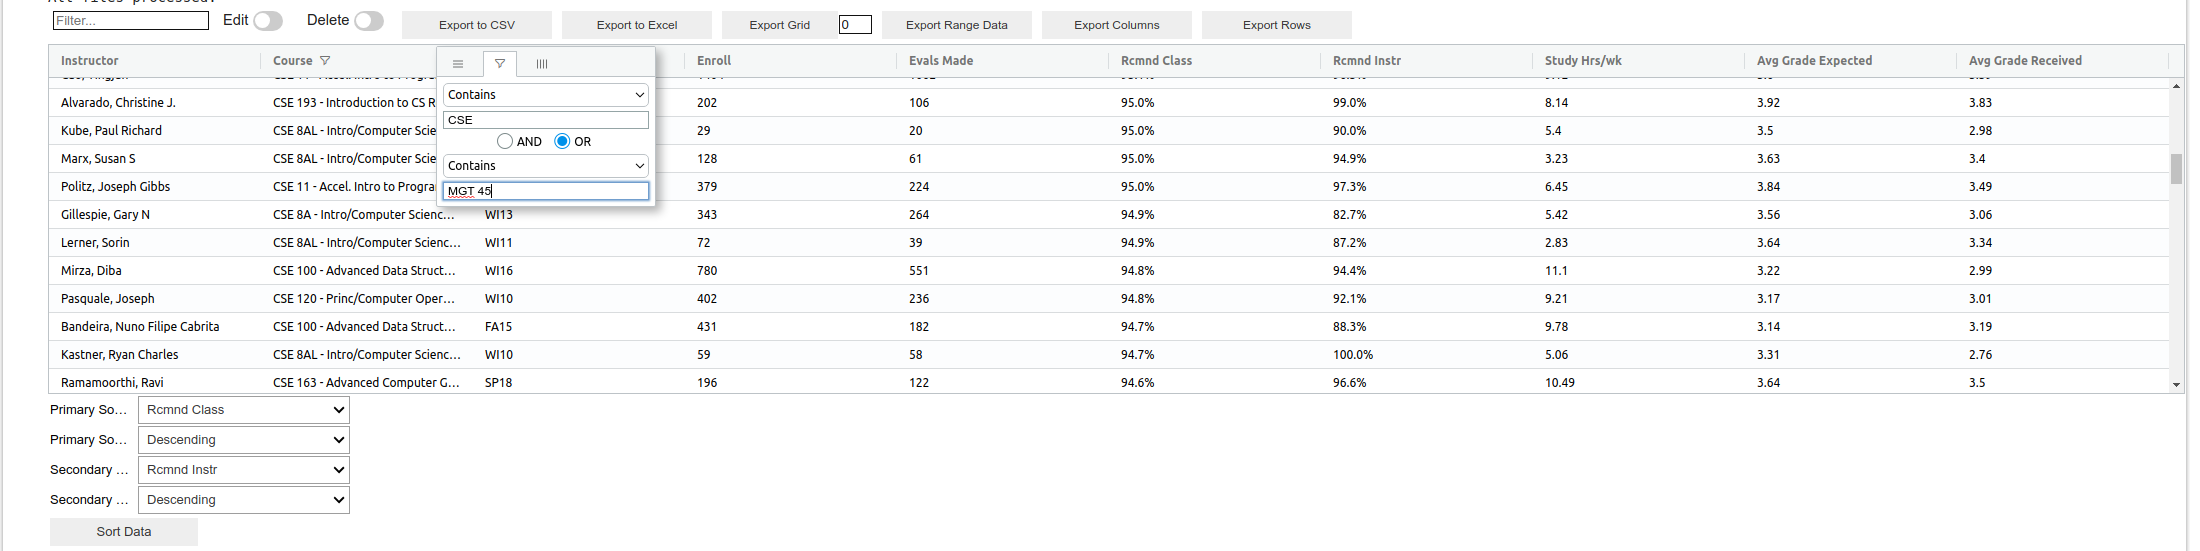 All files processed.
Filter... Edit Delete Export to CSV Export to Excel Export Grid 0 Export Range Data Export Columns Export Rows
Instructor Course Enroll Evals Made Rcmnd Class Rcmnd Instr Study Hrs/wk Avg Grade Expected Avg Grade Received
Contains
CSE
AND OR
Contains
MGT 45
Alvarado, Christine J. CSE 193 - Introduction to CS R 202 106 95.0% 99.0% 8.14 3.92 3.83
Kube, Paul Richard CSE 8AL - Intro/Computer Scie 29 20 95.0% 90.0% 5.4 3.5 2.98
Marx, Susan S CSE 8AL - Intro/Computer Scie 128 61 95.0% 94.9% 3.23 3.63 3.4
Politz, Joseph Gibbs CSE 11 - Accel. Intro to Progra 379 224 95.0% 97.3% 6.45 3.84 3.49
Gillespie, Gary N CSE 8A - Intro/Computer Scienc... WI13 343 264 94.9% 82.7% 5.42 3.56 3.06
Lerner, Sorin CSE 8AL - Intro/Computer Scienc... WI11 72 39 94.9% 87.2% 2.83 3.64 3.34
Mirza, Diba CSE 100 - Advanced Data Struct... WI16 780 551 94.8% 94.4% 11.1 3.22 2.99
Pasquale, Joseph CSE 120 - Princ/Computer Oper... WI10 402 236 94.8% 92.1% 9.21 3.17 3.01
Bandeira, Nuno Filipe Cabrita CSE 100 - Advanced Data Struct... FA15 431 182 94.7% 88.3% 9.78 3.14 3.19
Kastner, Ryan Charles CSE 8AL - Intro/Computer Scienc... WI10 59 58 94.7% 100.0% 5.06 3.31 2.76
Ramamoorthi, Ravi CSE 163 - Advanced Computer G... SP18 196 122 94.6% 96.6% 10.49 3.64 3.5
Primary So... Rcmnd Class
Primary So... Descending
Secondary ... Rcmnd Instr
Secondary ... Descending
Sort Data